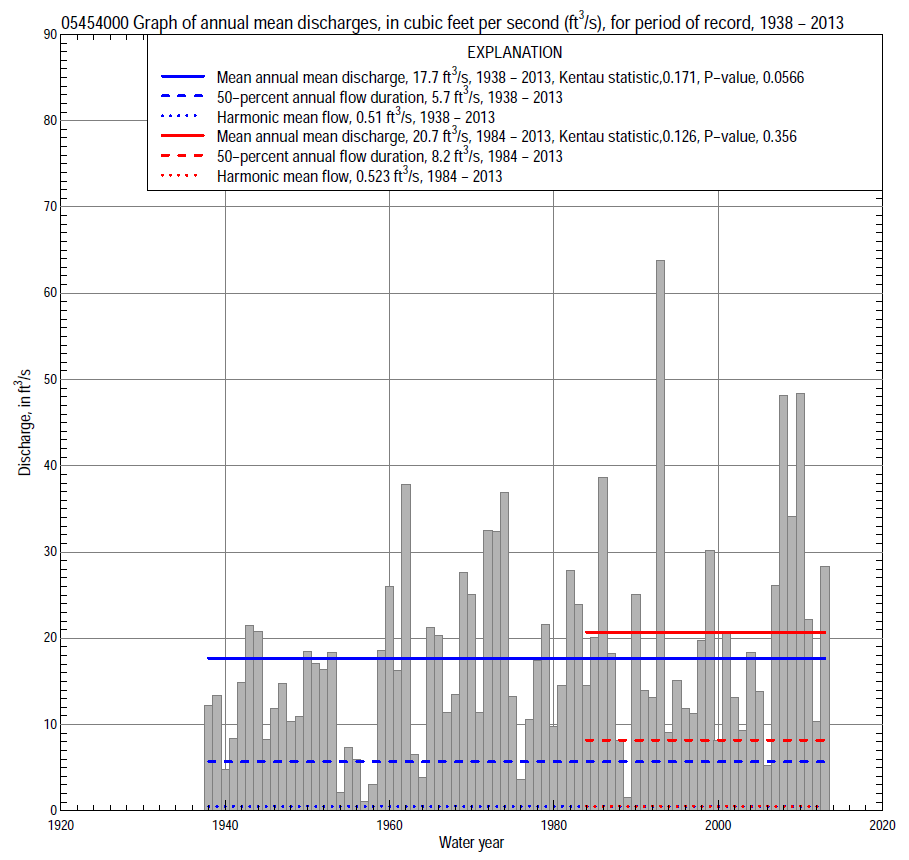 05454000 Graph of annual mean discharges, in cubic feet per second (ft³/s), for period of record, 1938 – 2013
EXPLANATION
Mean annual mean discharge, 17.7 ft³/s, 1938 – 2013, Kentau statistic,0.171, P–value, 0.0566
50–percent annual flow duration, 5.7 ft³/s, 1938 – 2013
Harmonic mean flow, 0.51 ft³/s, 1938 – 2013
Mean annual mean discharge, 20.7 ft³/s, 1984 – 2013, Kentau statistic,0.126, P–value, 0.356
50–percent annual flow duration, 8.2 ft³/s, 1984 – 2013
Harmonic mean flow, 0.523 ft³/s, 1984 – 2013
90
80
70
60
50
40
30
20
10
0
Discharge, in ft³/s
1920 1940 1960 1980 2000 2020
Water year